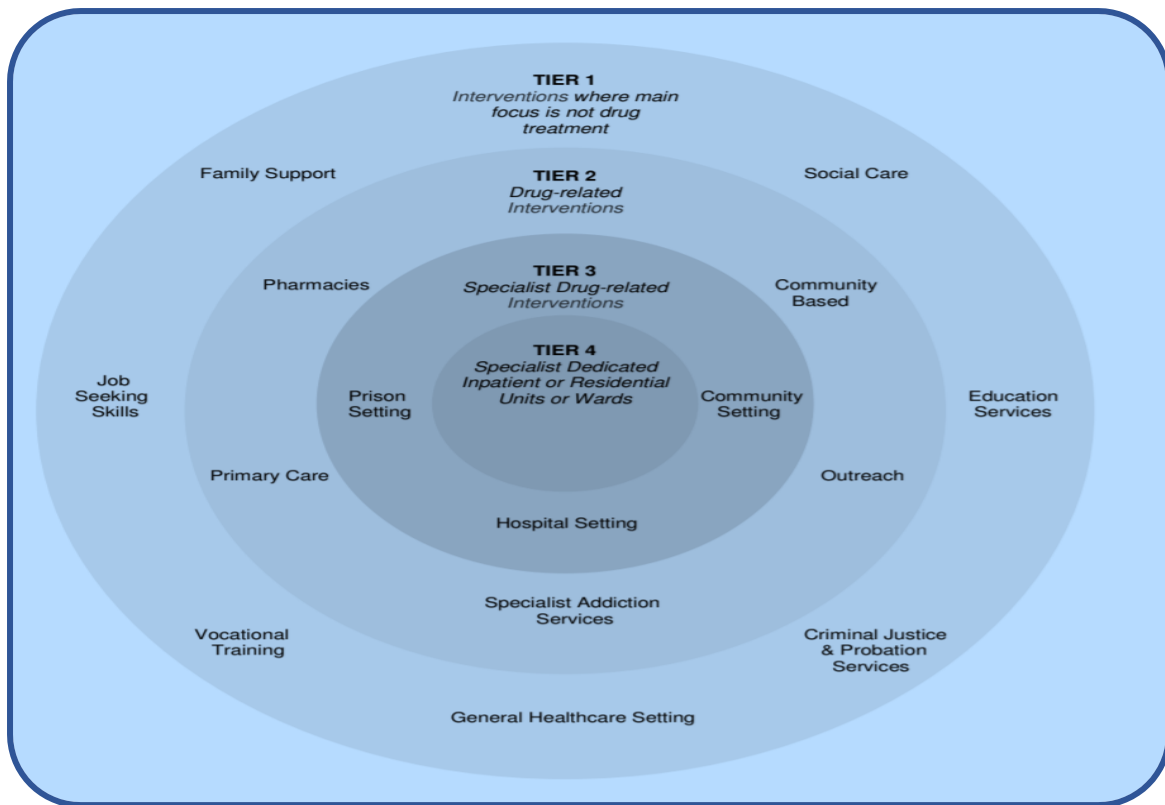 TIER 1
Interventions where main
focus is not drug
treatment
Family Support
Social Care
TIER 2
Drug-related
Interventions
Pharmacies
Community
Based
TIER 3
Specialist Drug-related
Interventions
TIER 4
Specialist Dedicated
Inpatient or Residential
Units or Wards
Job
Seeking
Skills
Prison
Setting
Community
Setting
Education
Services
Primary Care
Outreach
Hospital Setting
Specialist Addiction
Services
Vocational
Training
Criminal Justice
& Probation
Services
General Healthcare Setting